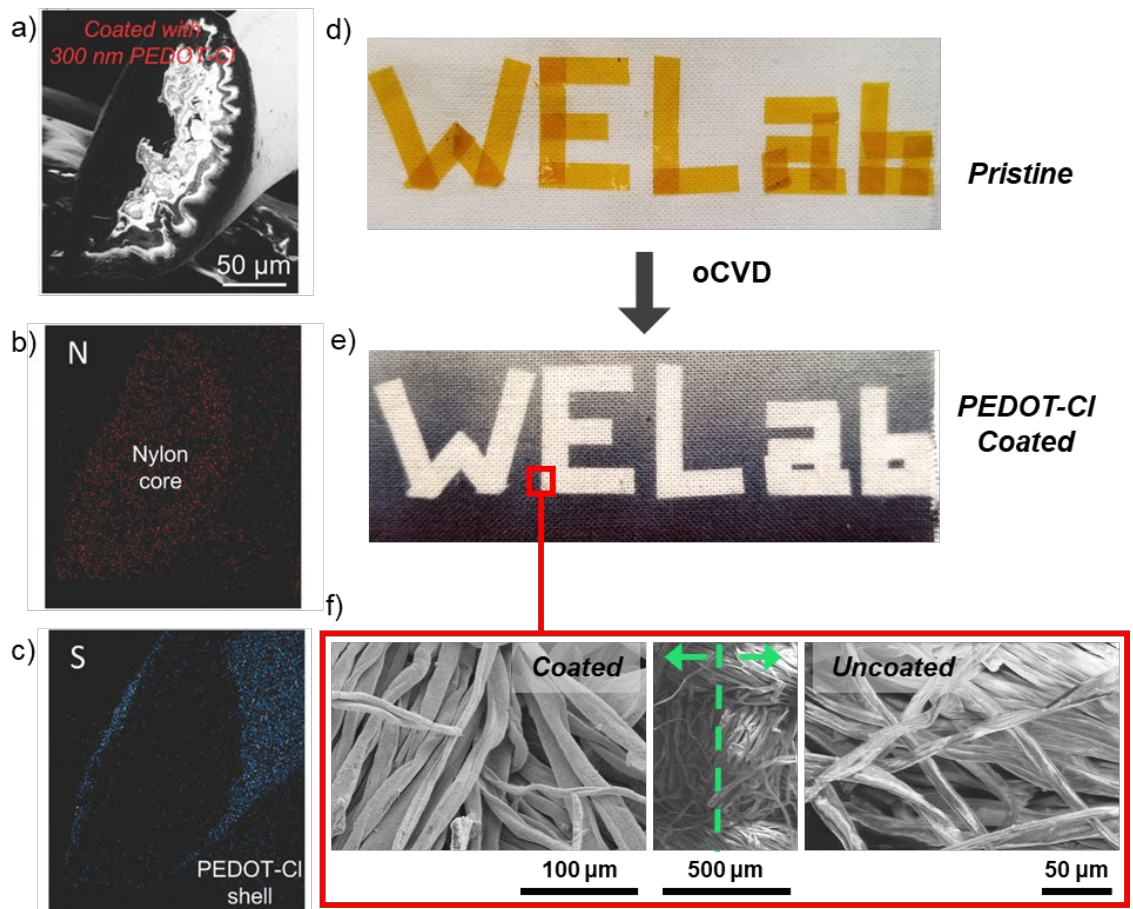 a)
Coated with
300 nm PEDOT-Cl
50 µm
b)
N
Nylon
core
c)
S
PEDOT-Cl
shell
d)
WELab
Pristine
oCVD
e)
WELab
PEDOT-Cl
Coated
f)
Coated
Uncoated
100 µm
500 µm
50 µm